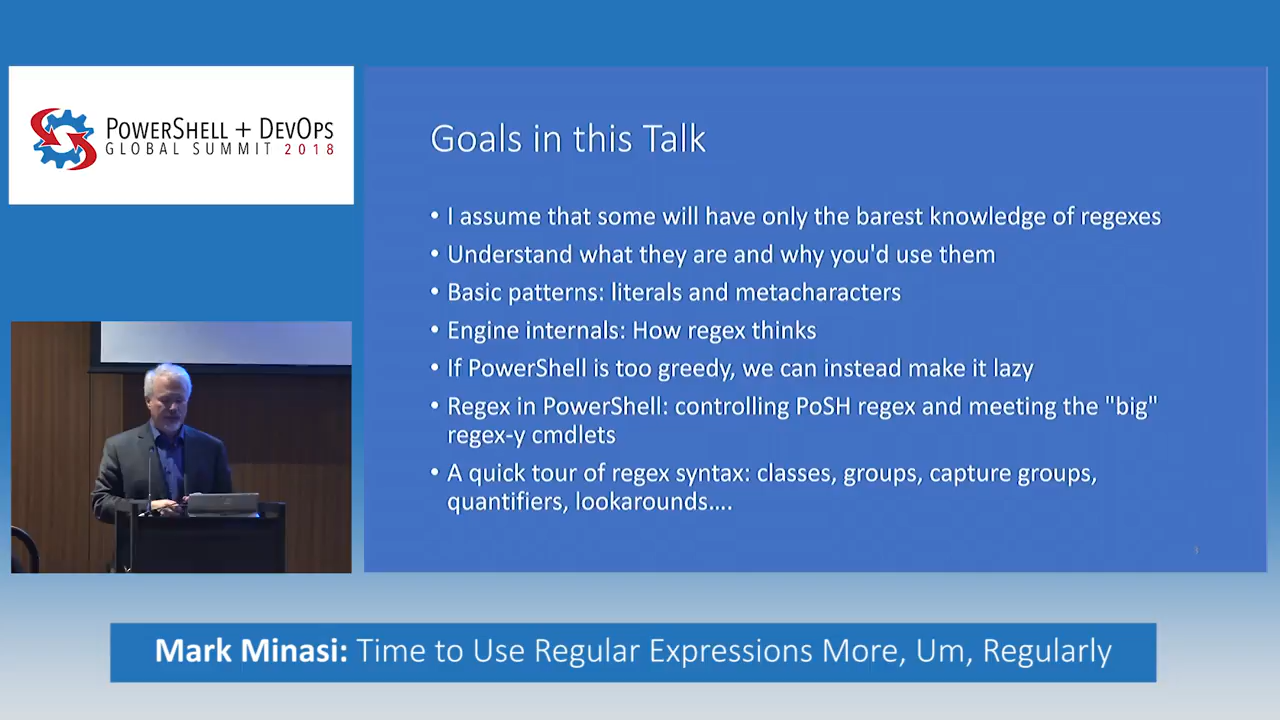 POWERSHELL + DEVOPS
GLOBAL SUMMIT 2018
Goals in this Talk
• I assume that some will have only the barest knowledge of regexes
• Understand what they are and why you'd use them
• Basic patterns: literals and metacharacters
• Engine internals: How regex thinks
• If PowerShell is too greedy, we can instead make it lazy
• Regex in PowerShell: controlling PoSH regex and meeting the "big"
regex-y cmdlets
• A quick tour of regex syntax: classes, groups, capture groups,
quantifiers, lookarounds....
Mark Minasi: Time to Use Regular Expressions More, Um, Regularly